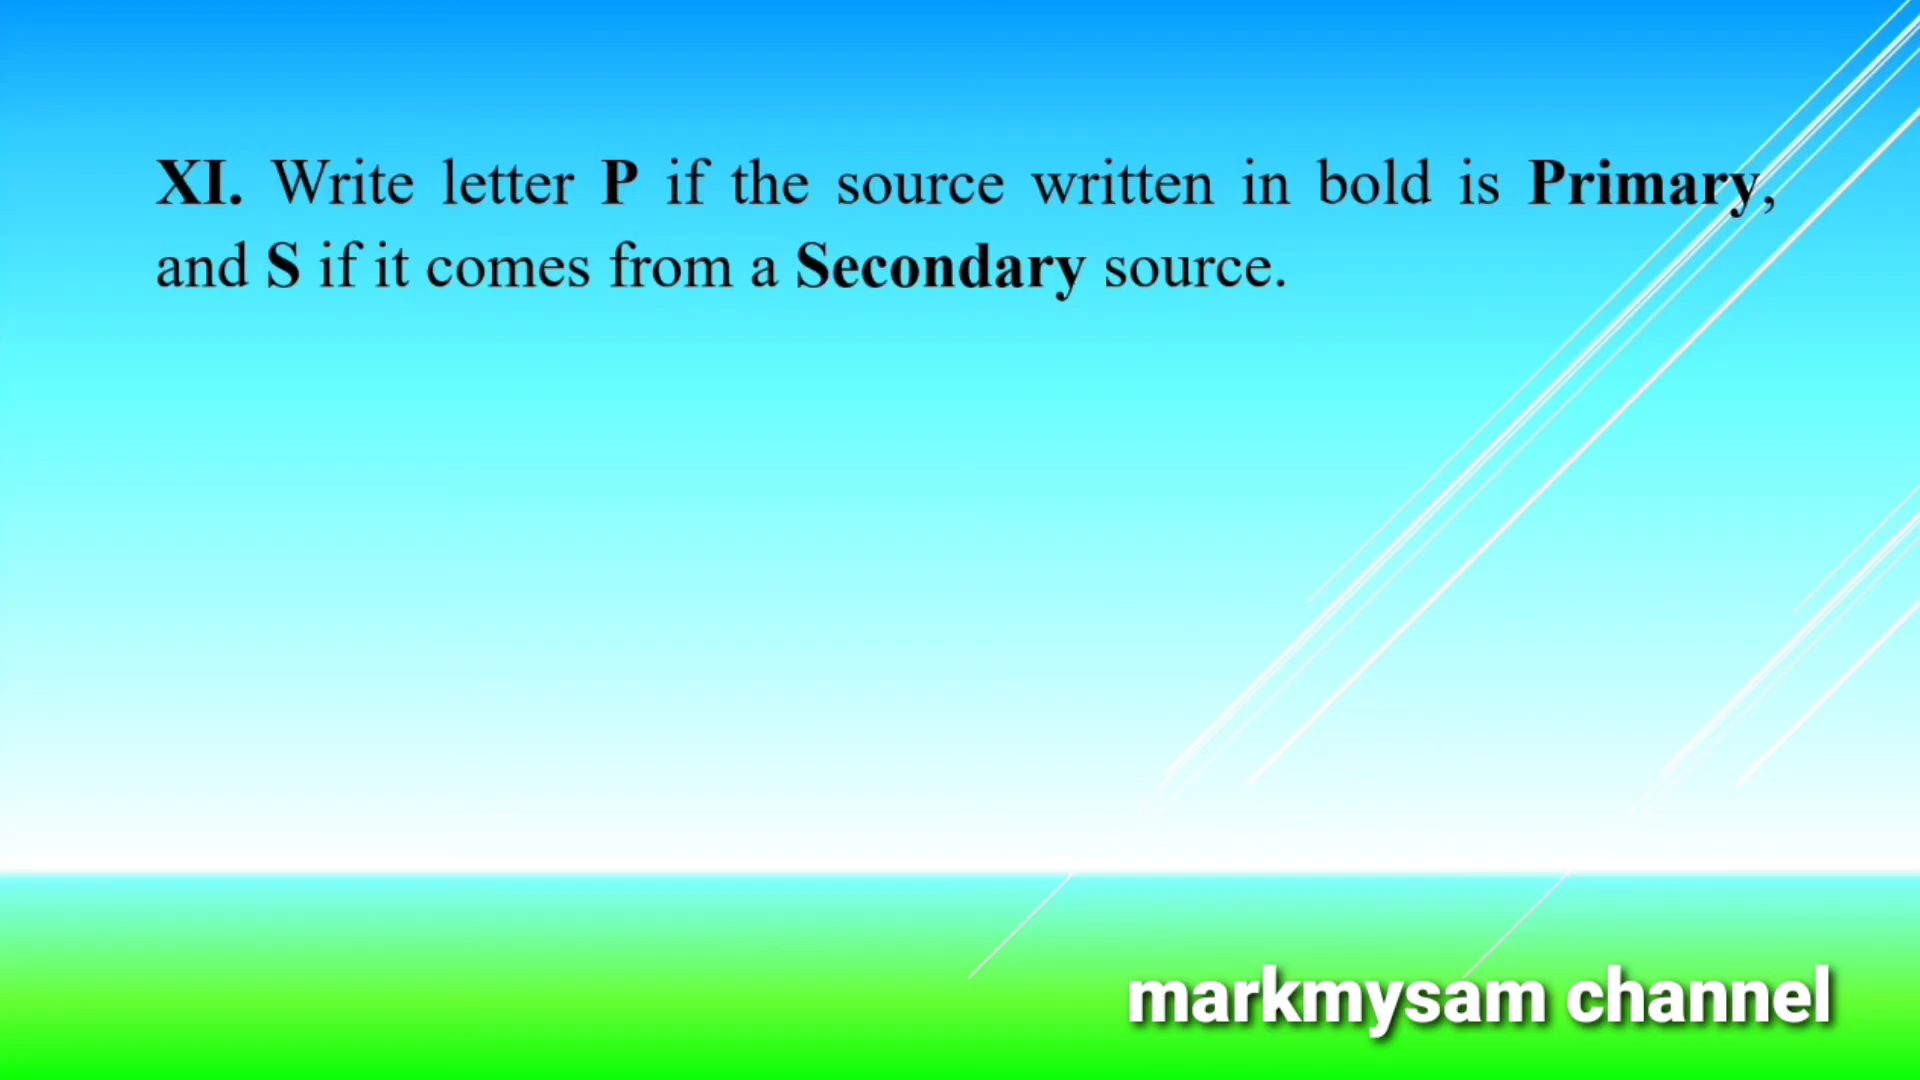 XI. Write letter P if the source written in bold is Primary,
and S if it comes from a Secondary source.
markmysam channel